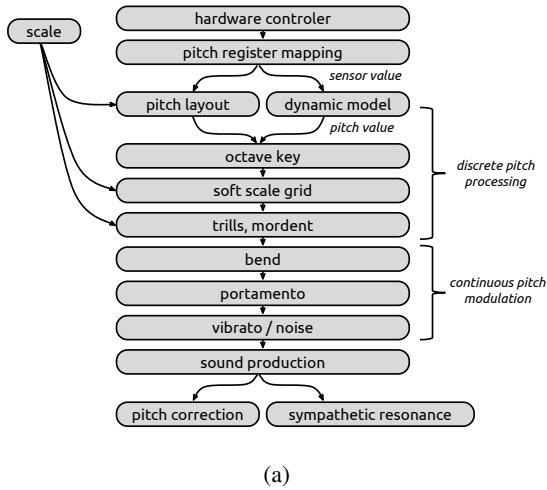 hardware controler
scale
pitch register mapping
sensor value
pitch layout
dynamic model
pitch value
octave key
discrete pitch
processing
soft scale grid
trills, mordent
bend
continuous pitch
modulation
portamento
vibrato / noise
sound production
pitch correction
sympathetic resonance
(a)